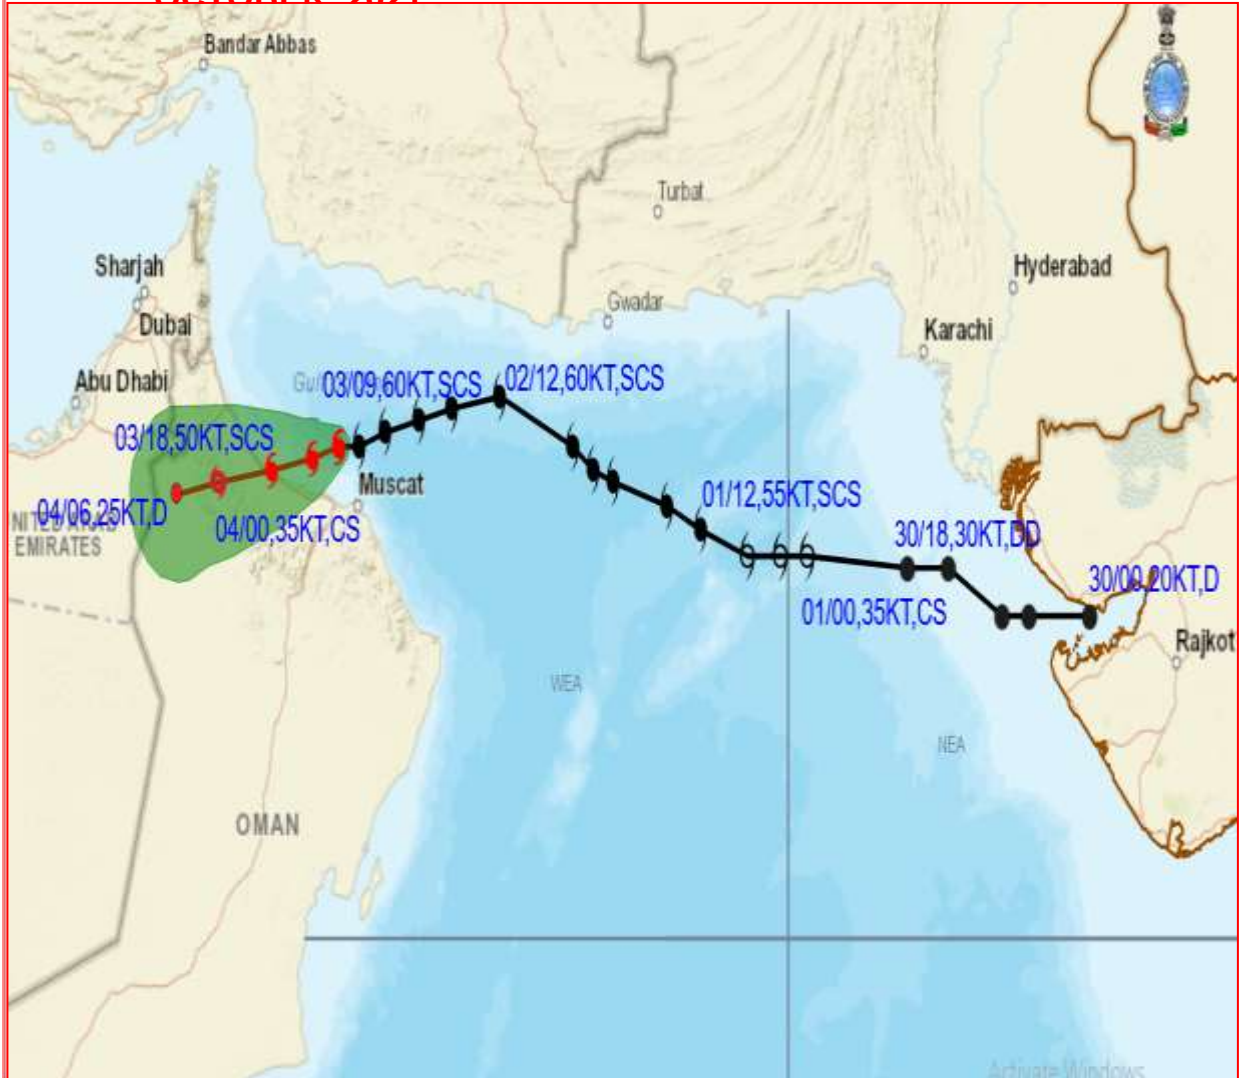 Bandar Abbas
Turbat
Sharjah
Hyderabad
Dubai
Gwadar
Karachi
Abu Dhabi
03/09,60KT,SCS
02/12,60KT,SCS
03/18,50KT,SCS
Muscat
01/12,55KT,SCS
04/06,25KT,D
EMIRATES
04/00,35KT,CS
30/18,30KT,DD
30/00,20KT,D
01/00,35KT,CS
Rajkot
WEA
NEA
OMAN
Activate Windows